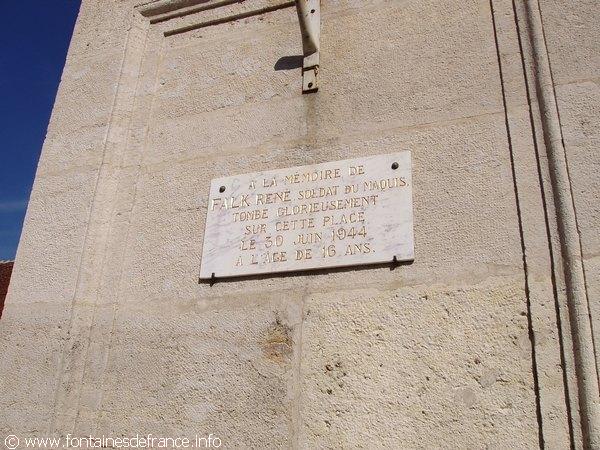 A LA MÉMOIRE DE
FALK RENÉ SOLDAT DU MAQUIS.
TOMBÉ GLORIEUSEMENT
SUR CETTE PLACE
LE 30 JUIN 1944
A L'ÂGE DE 16 ANS.
© www.fontainesdefrance.info